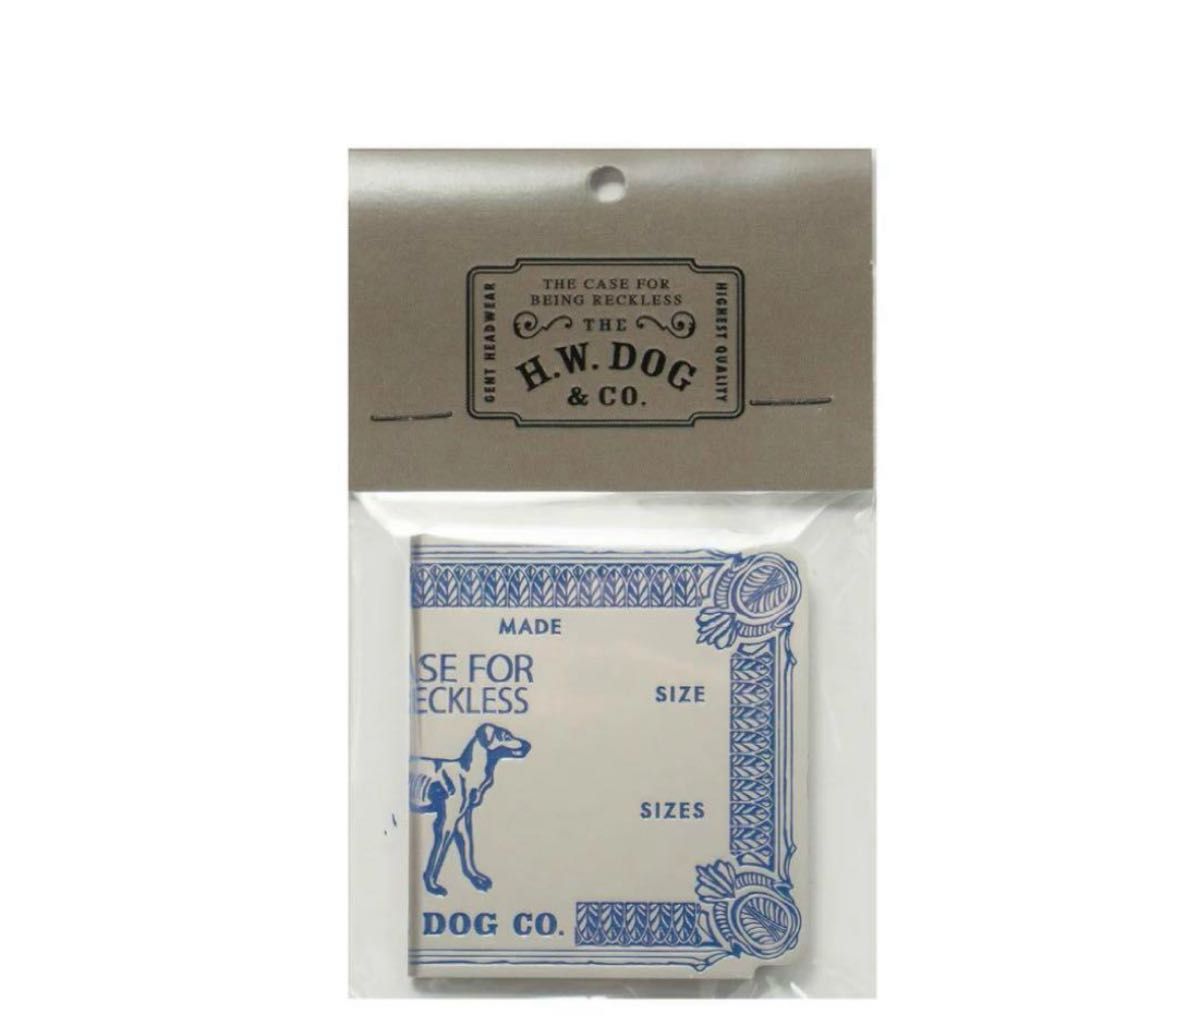 THE CASE FOR
BEING RECKLESS
THE
H.W. DOG
& CO.
GENT HEADWEAR
HIGHEST QUALITY
MADE
ASE FOR
ECKLESS
SIZE
SIZES
DOG CO.